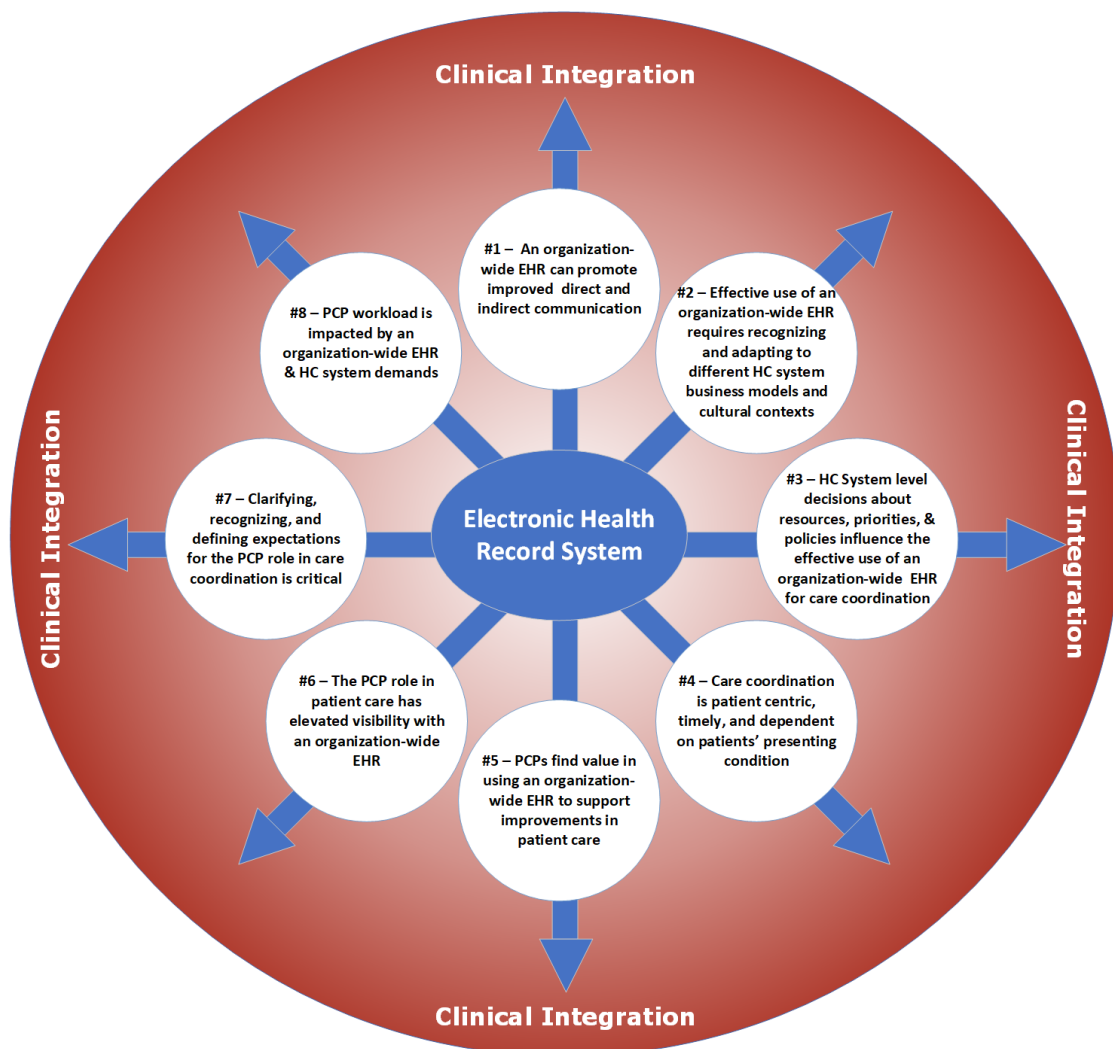 Clinical Integration
#1 – An organization-
wide EHR can promote
improved direct and
indirect communication
#2 – Effective use of an
organization-wide EHR
requires recognizing
and adapting to
different HC system
business models and
cultural contexts
#3 – HC System level
decisions about
resources, priorities, &
policies influence the
effective use of an
organization-wide EHR
for care coordination
#4 – Care coordination
is patient centric,
timely, and dependent
on patients’ presenting
condition
#5 – PCPs find value in
using an organization-
wide EHR to support
improvements in
patient care
#6 – The PCP role in
patient care has
elevated visibility with
an organization-wide
EHR
#7 – Clarifying,
recognizing, and
defining expectations
for the PCP role in care
coordination is critical
#8 – PCP workload is
impacted by an
organization-wide EHR
& HC system demands
Electronic Health
Record System
Clinical Integration
Clinical Integration
Clinical Integration